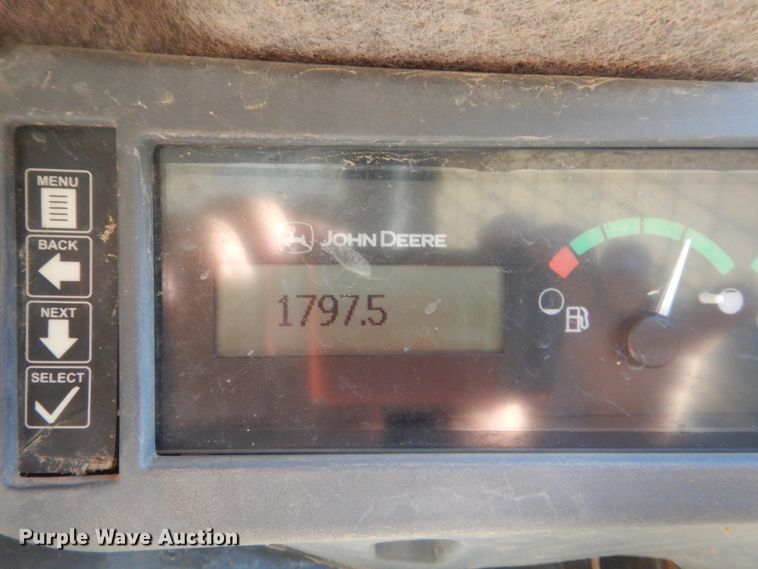 MENU
BACK
NEXT
SELECT
JOHN DEERE
1797.5
Purple Wave Auction